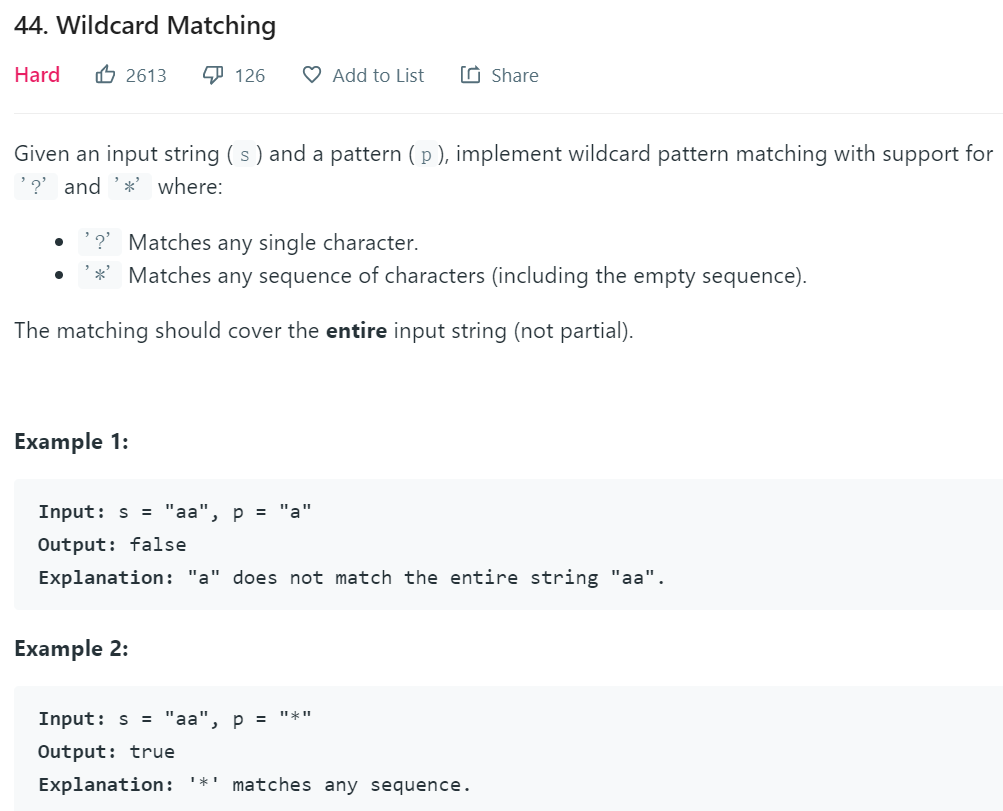 44. Wildcard Matching
Hard 2613 126 Add to List Share
Given an input string (s) and a pattern (p), implement wildcard pattern matching with support for
'?' and '*' where:
'?' Matches any single character.
'*' Matches any sequence of characters (including the empty sequence).
The matching should cover the entire input string (not partial).
Example 1:
Input: s = "aa", p = "a"
Output: false
Explanation: "a" does not match the entire string "aa".
Example 2:
Input: s = "aa", p = "*"
Output: true
Explanation: '*' matches any sequence.